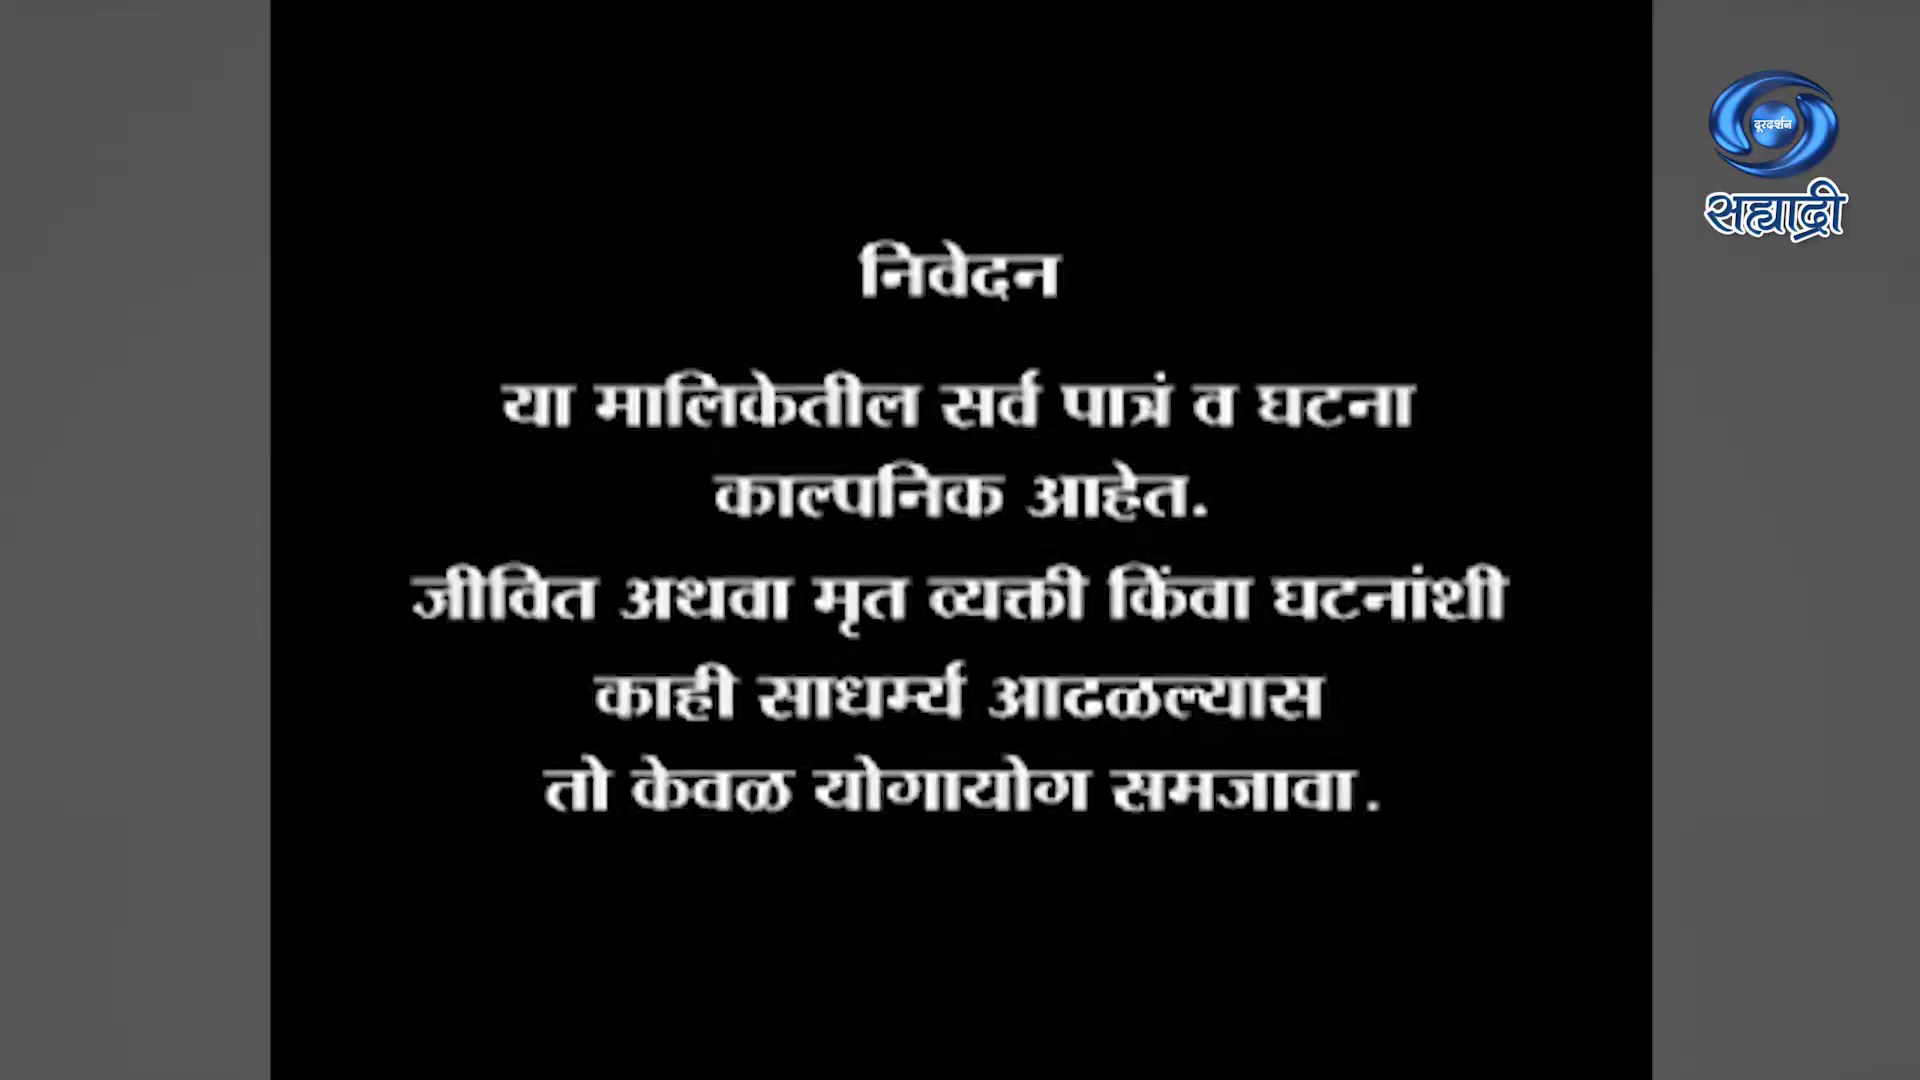 दूरदर्शन
सह्याद्री
निवेदन
या मालिकेतील सर्व पात्रं व घटना
काल्पनिक आहेत.
जीवित अथवा मृत व्यक्ती किंवा घटनांशी
काही साधर्म्य आढळल्यास
तो केवळ योगायोग समजावा.